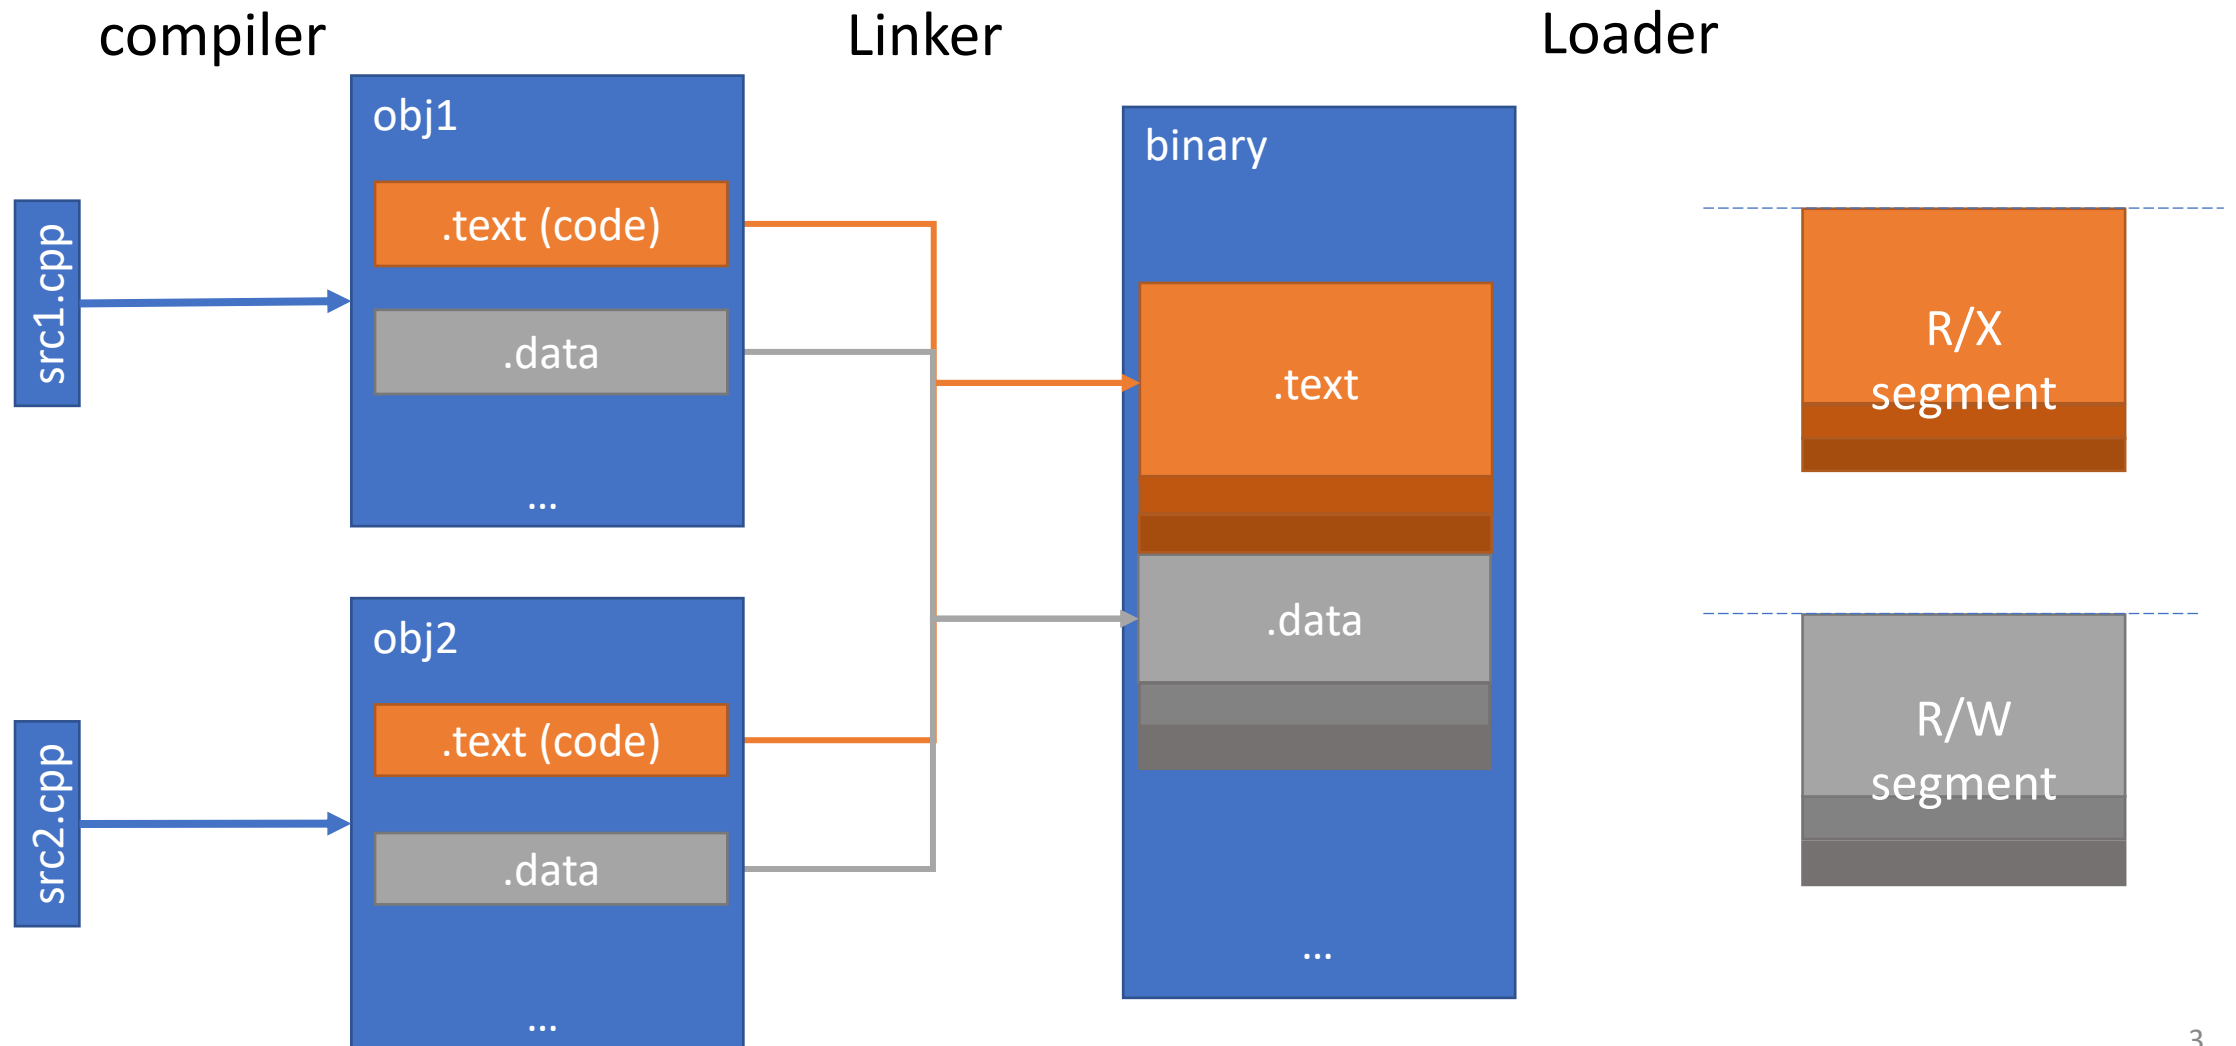 compiler
Linker
Loader
src1.cpp
obj1
.text (code)
.data
...
src2.cpp
obj2
.text (code)
.data
...
binary
.text
.data
...
R/X
segment
R/W
segment
3